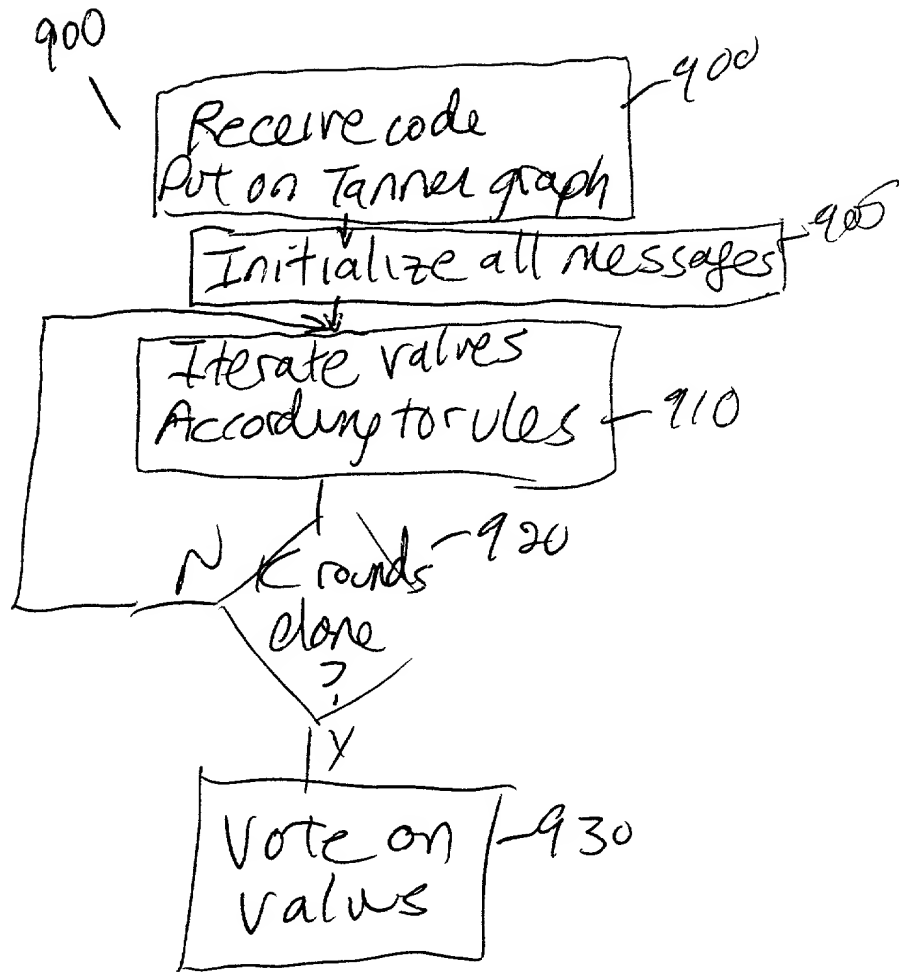 900
900
Receive code
Put on Tanner graph
905
Initialize all messages
Iterate values
According to rules
910
N K rounds
920
done
?
Y
Vote on
values
930